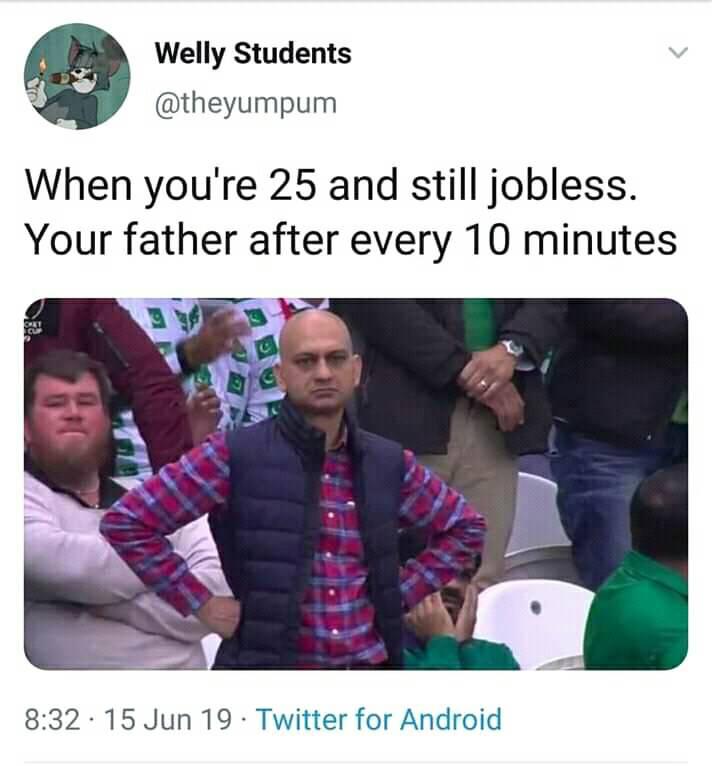 Welly Students
@theyumpum
When you're 25 and still jobless.
Your father after every 10 minutes
CUP
8:32 · 15 Jun 19 · Twitter for Android